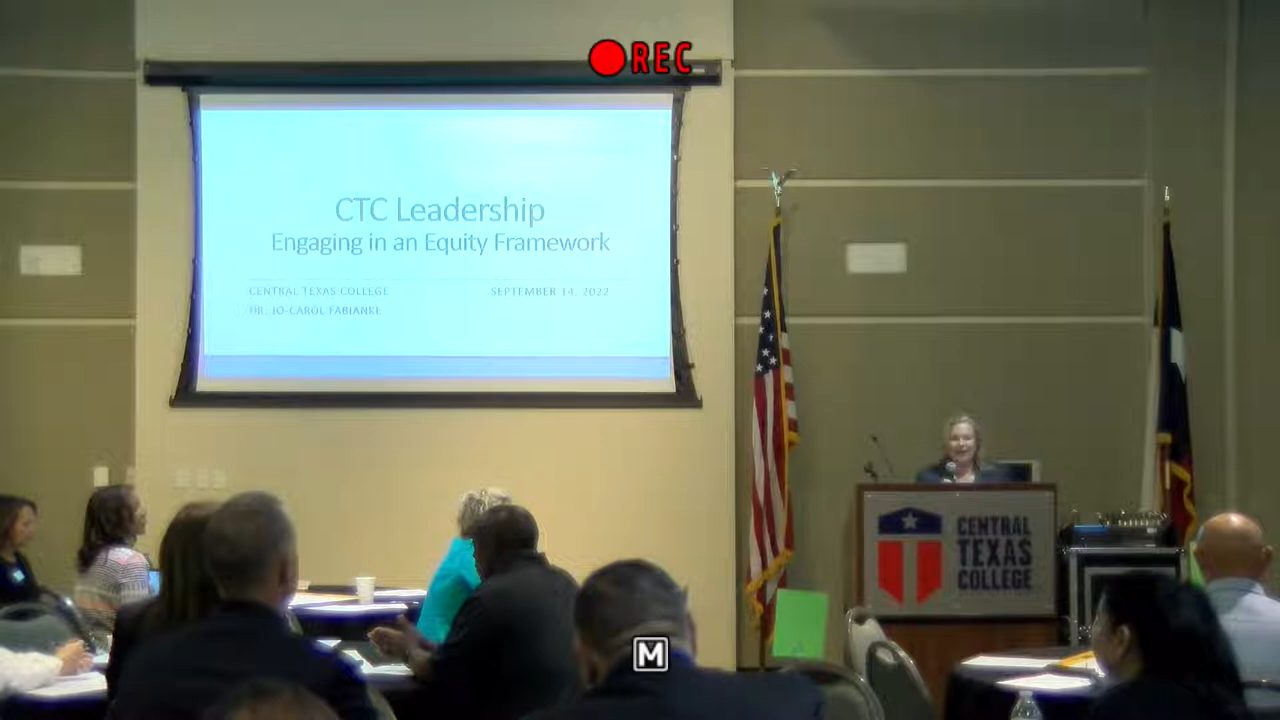 REC
CTC Leadership
Engaging in an Equity Framework
CENTRAL TEXAS COLLEGE SEPTEMBER 14, 2022
DR. JO-CAROL FABIANKE
CENTRAL
TEXAS
COLLEGE
M